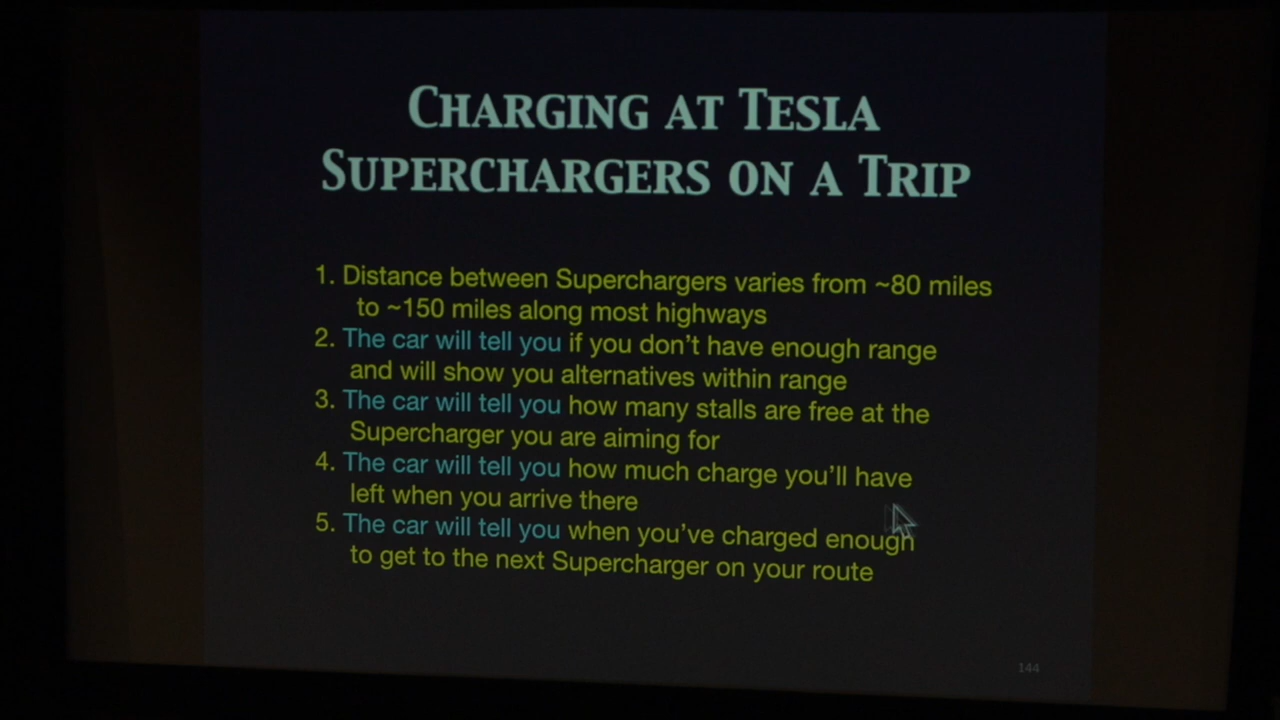 CHARGING AT TESLA
SUPERCHARGERS ON A TRIP
1. Distance between Superchargers varies from ~80 miles
to ~150 miles along most highways
2. The car will tell you if you don't have enough range
and will show you alternatives within range
3. The car will tell you how many stalls are free at the
Supercharger you are aiming for
4. The car will tell you how much charge you'll have
left when you arrive there
5. The car will tell you when you've charged enough
to get to the next Supercharger on your route
144